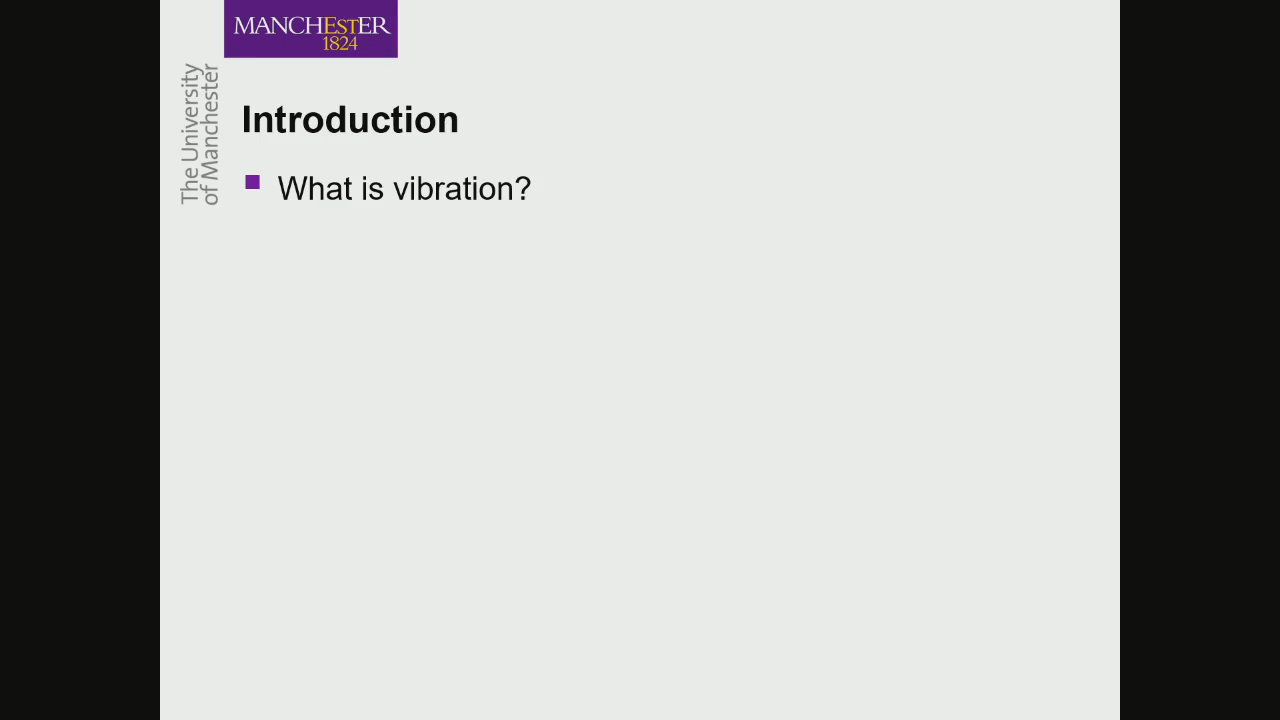 MANCHESTER
1824
The University
of Manchester
Introduction
What is vibration?